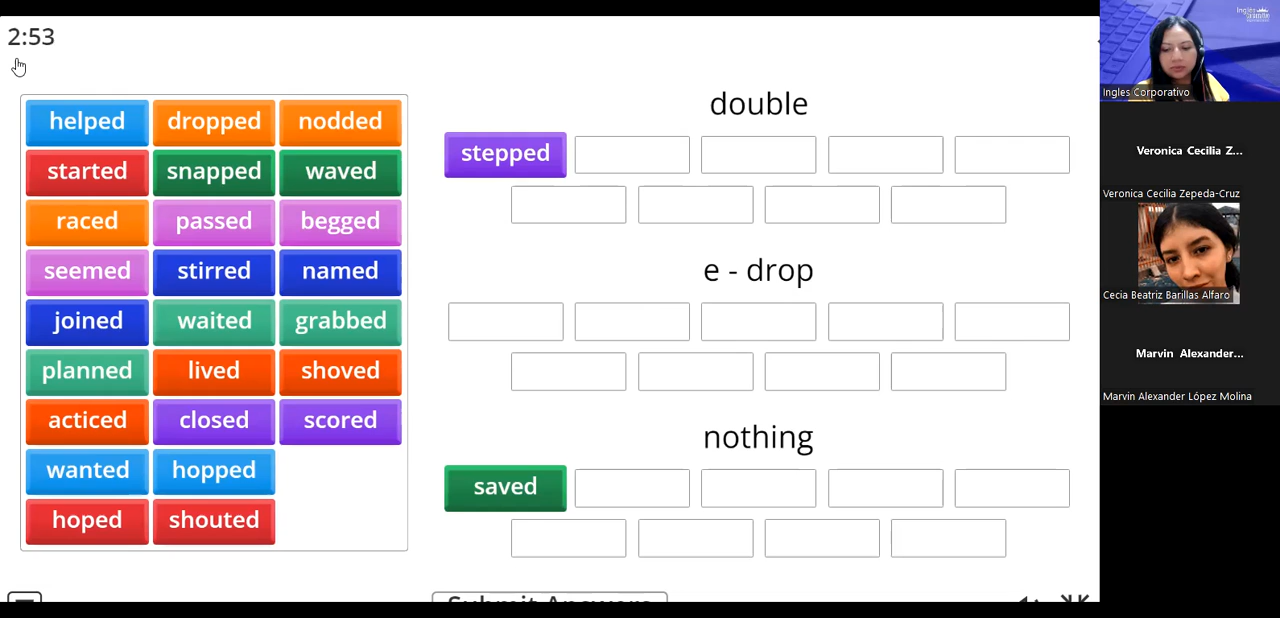 2:53
helped dropped nodded
started snapped waved
raced passed begged
seemed stirred named
joined waited grabbed
planned lived shoved
acticed closed scored
wanted hopped
hoped shouted
double
stepped
e - drop
nothing
saved
Submit Answers
Ingles Corporativo
Veronica Cecilia Z...
Veronica Cecilia Zepeda-Cruz
Cecia Beatriz Barillas Alfaro
Marvin Alexander...
Marvin Alexander López Molina